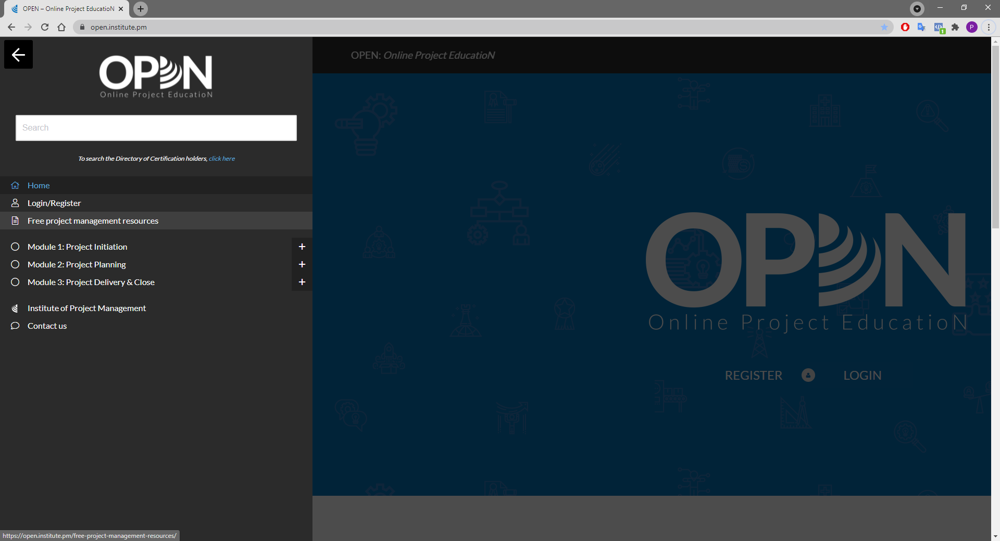 OPEN – Online Project EducatioN
open.institute.pm
1
P
OPEN
Online Project EducatioN
Search
To search the Directory of Certification holders, click here
Home
Login/Register
Free project management resources
Module 1: Project Initiation +
Module 2: Project Planning +
Module 3: Project Delivery & Close +
Institute of Project Management
Contact us
OPEN: Online Project EducatioN
OPEN
Online Project EducatioN
REGISTER LOGIN
https://open.institute.pm/free-project-management-resources/